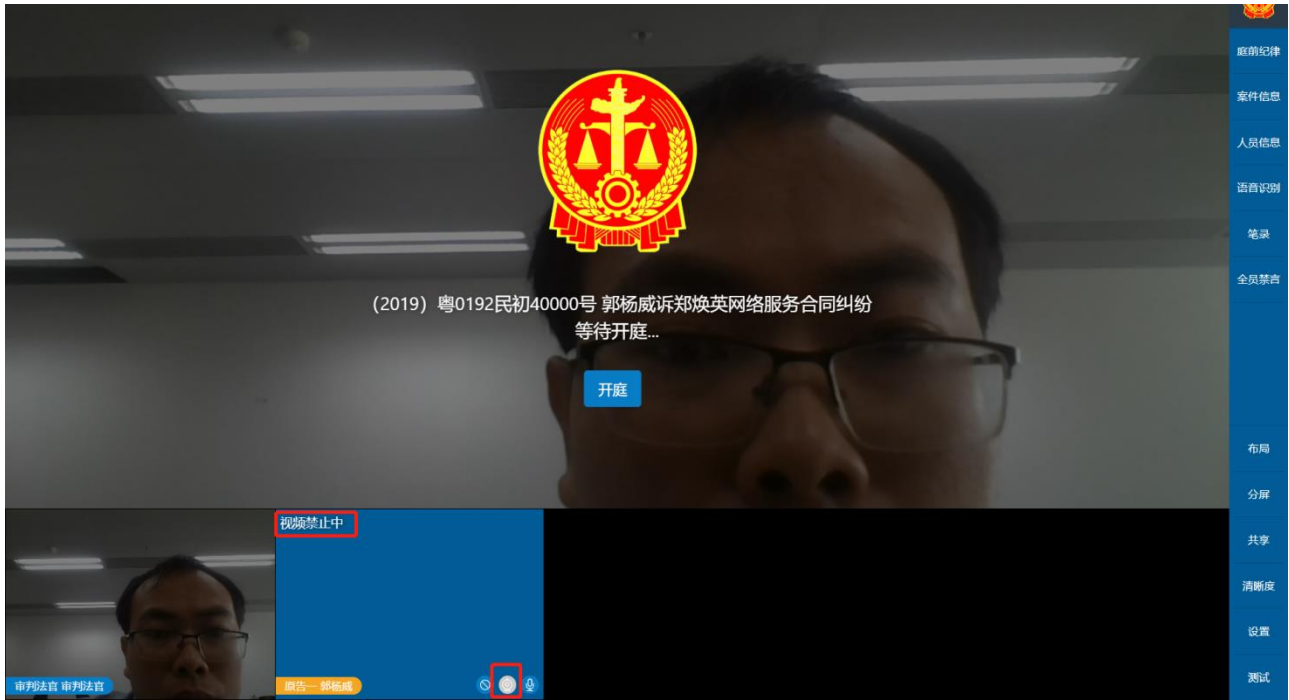 庭前纪律
案件信息
人员信息
语音识别
笔录
全员禁言
(2019) 粤0192民初40000号 郭杨威诉郑焕英网络服务合同纠纷
等待开庭...
开庭
布局
分屏
共享
清晰度
设置
测试
视频禁止中
审判法官 审判法官
原告一 郭杨威